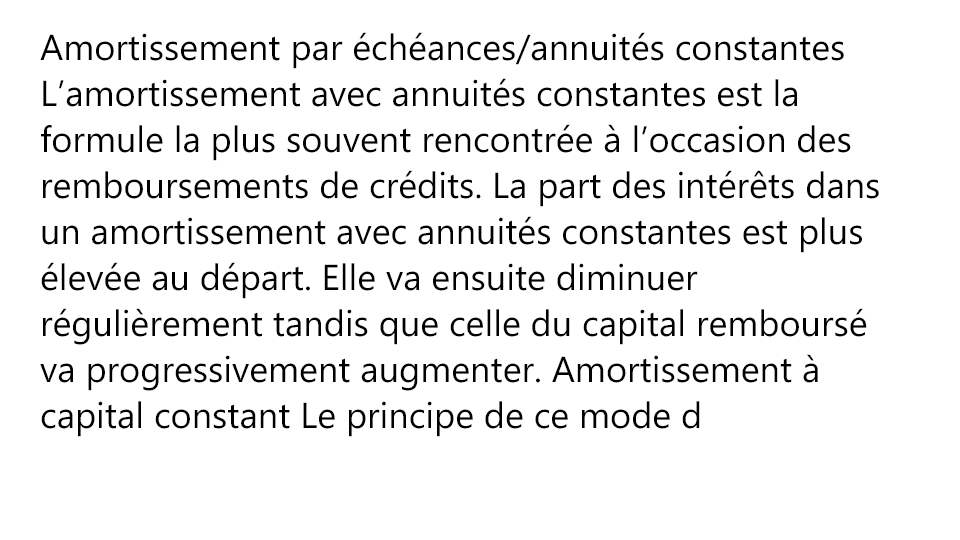 Amortissement par échéances/annuités constantes
L’amortissement avec annuités constantes est la
formule la plus souvent rencontrée à l’occasion des
remboursements de crédits. La part des intérêts dans
un amortissement avec annuités constantes est plus
élevée au départ. Elle va ensuite diminuer
régulièrement tandis que celle du capital remboursé
va progressivement augmenter. Amortissement à
capital constant Le principe de ce mode d